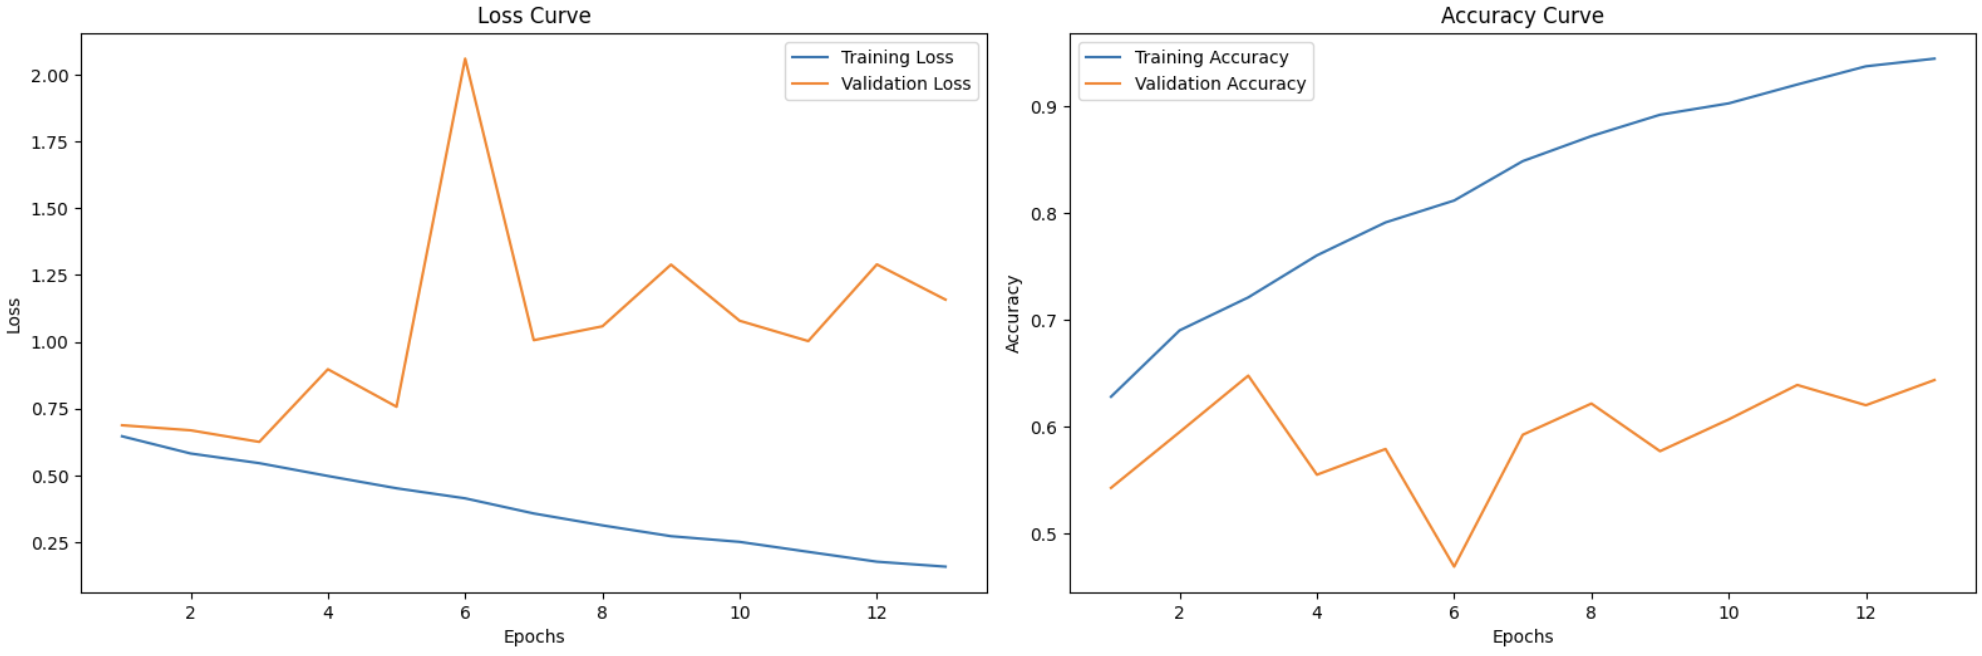 Loss Curve
Training Loss
Validation Loss
2.00
1.75
1.50
1.25
1.00
0.75
0.50
0.25
Loss
2 4 6 8 10 12
Epochs
Accuracy Curve
Training Accuracy
Validation Accuracy
0.9
0.8
0.7
0.6
0.5
Accuracy
2 4 6 8 10 12
Epochs